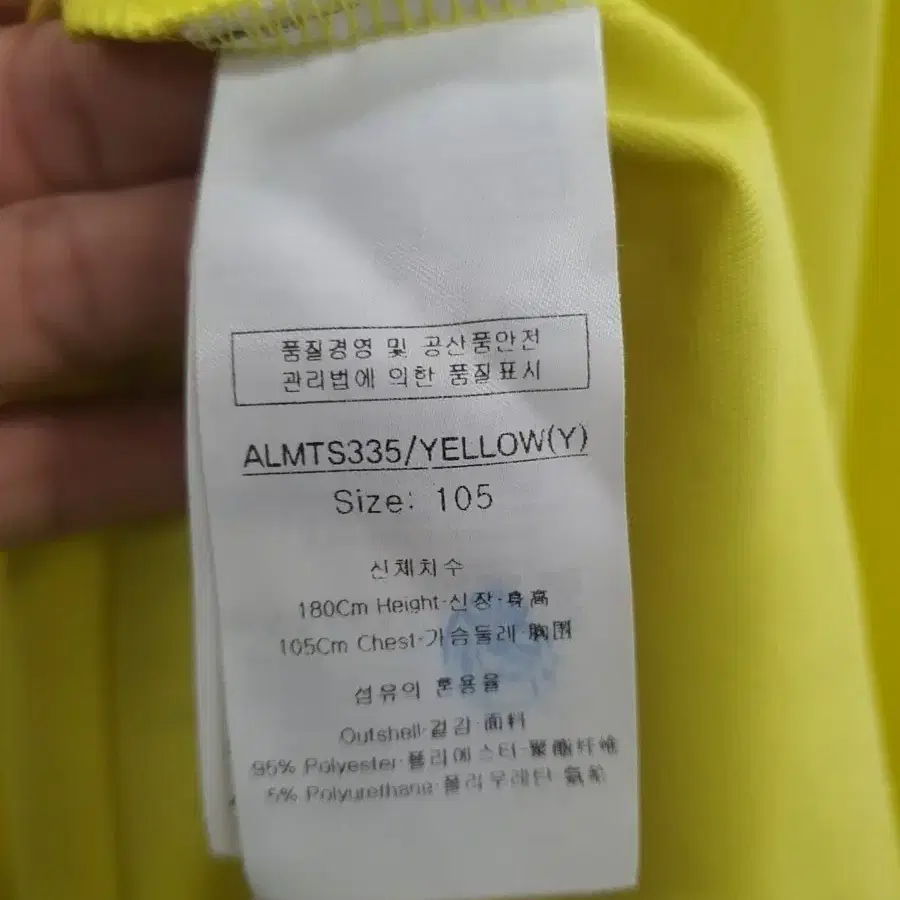 품질경영 및 공산품안전
관리법에 의한 품질표시
ALMTS335/YELLOW(Y)
Size: 105
신체치수
180Cm Height·신장·身高
105Cm Chest·가슴둘레·胸围
섬유의 혼용율
Outshell·겉감·面料
95% Polyester·폴리에스터·聚酯纤维
5% Polyurethane·폴리우레탄